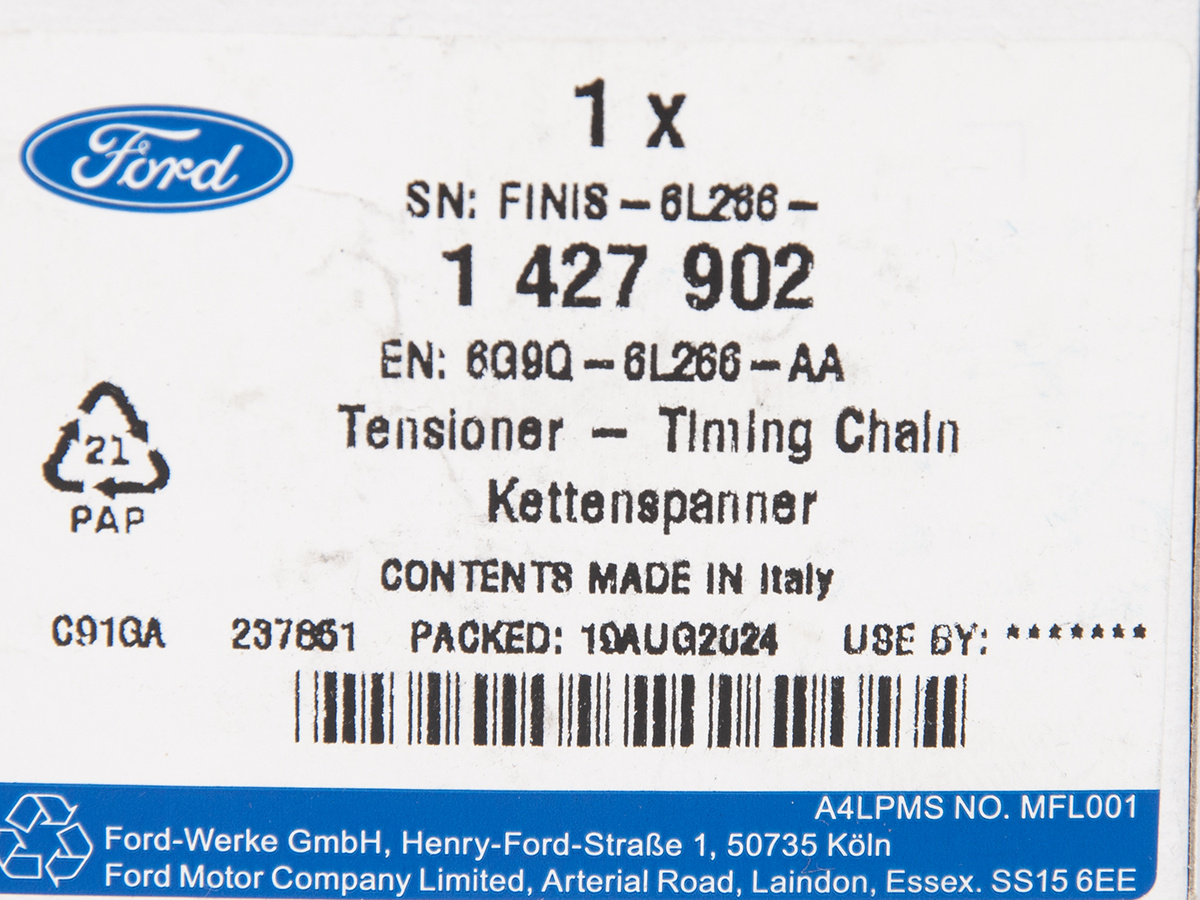 Ford
1 x
SN: FINIS - 6L266 -
1 427 902
EN: 6G9Q - 6L266 - AA
Tensioner - Timing Chain
Kettenspanner
21
PAP
CONTENTS MADE IN Italy
C91GA 237861 PACKED: 19AUG2024 USE BY: *******
A4LPMS NO. MFL001
Ford-Werke GmbH, Henry-Ford-Straße 1, 50735 Köln
Ford Motor Company Limited, Arterial Road, Laindon, Essex. SS15 6EE